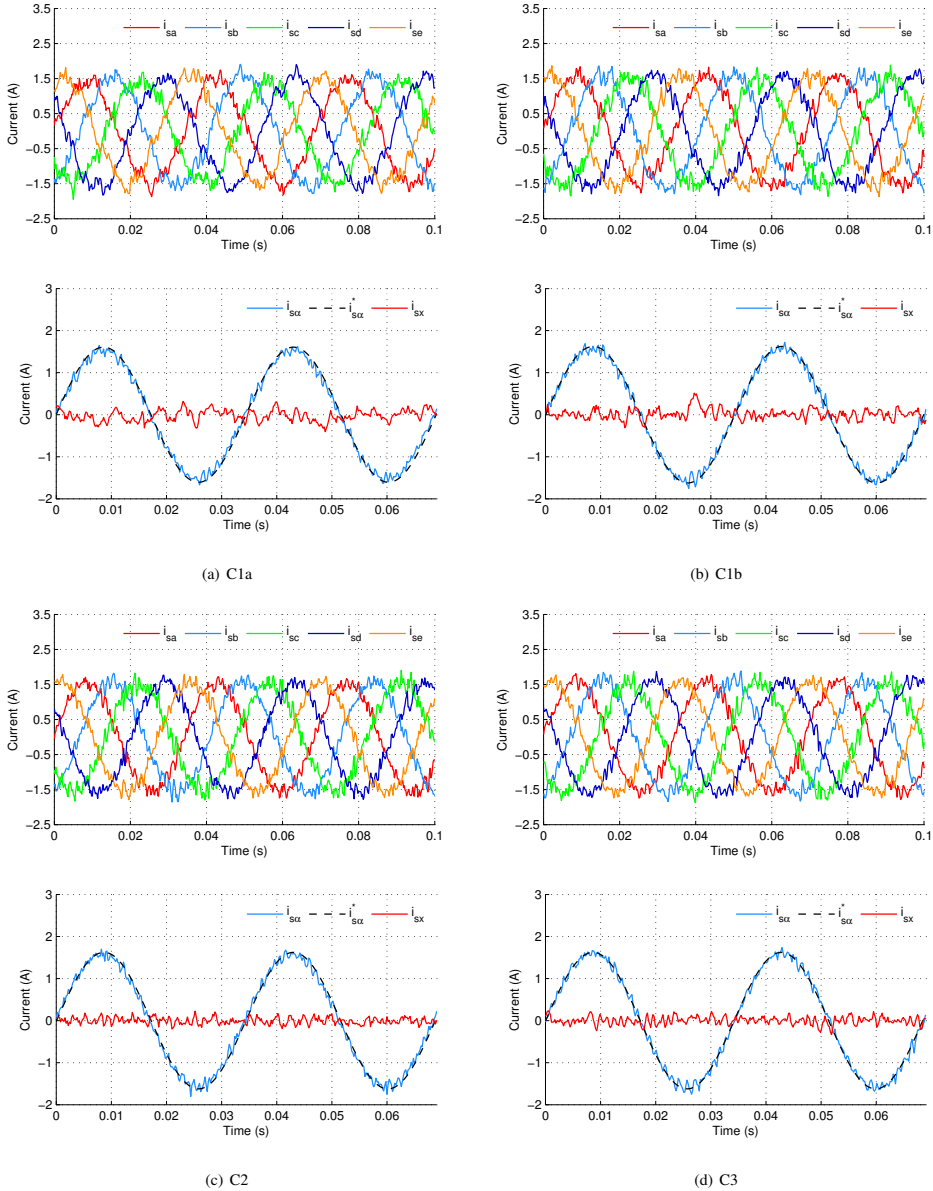 3.5
2.5
1.5
0.5
−0.5
−1.5
−2.5
Current (A)
i_sa i_sb i_sc i_sd i_se
0 0.02 0.04 0.06 0.08 0.1
Time (s)
3
2
1
0
−1
−2
Current (A)
i_sα i*_sα i_sx
0 0.01 0.02 0.03 0.04 0.05 0.06
Time (s)
(a) C1a
3.5
2.5
1.5
0.5
−0.5
−1.5
−2.5
Current (A)
i_sa i_sb i_sc i_sd i_se
0 0.02 0.04 0.06 0.08 0.1
Time (s)
3
2
1
0
−1
−2
Current (A)
i_sα i*_sα i_sx
0 0.01 0.02 0.03 0.04 0.05 0.06
Time (s)
(b) C1b
3.5
2.5
1.5
0.5
−0.5
−1.5
−2.5
Current (A)
i_sa i_sb i_sc i_sd i_se
0 0.02 0.04 0.06 0.08 0.1
Time (s)
3
2
1
0
−1
−2
Current (A)
i_sα i*_sα i_sx
0 0.01 0.02 0.03 0.04 0.05 0.06
Time (s)
(c) C2
3.5
2.5
1.5
0.5
−0.5
−1.5
−2.5
Current (A)
i_sa i_sb i_sc i_sd i_se
0 0.02 0.04 0.06 0.08 0.1
Time (s)
3
2
1
0
−1
−2
Current (A)
i_sα i*_sα i_sx
0 0.01 0.02 0.03 0.04 0.05 0.06
Time (s)
(d) C3